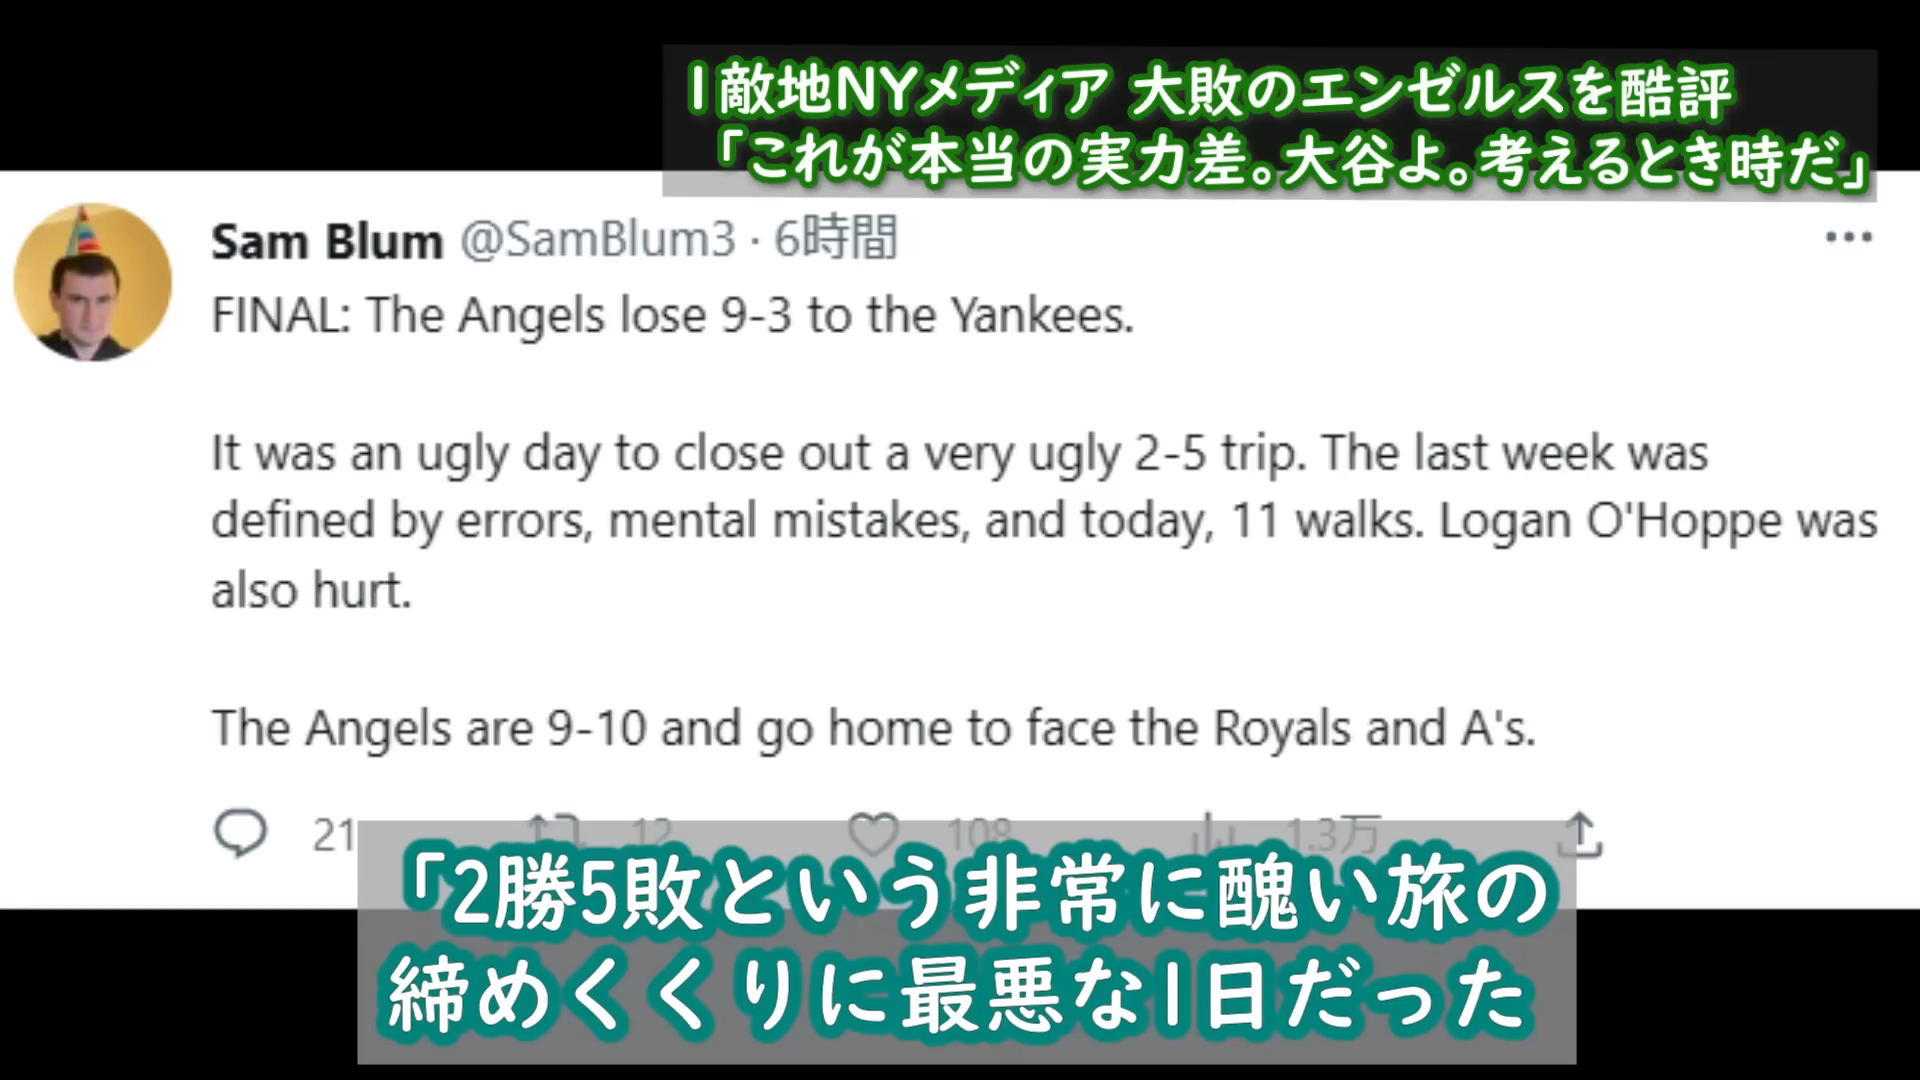 1敵地NYメディア 大敗のエンゼルスを酷評
「これが本当の実力差。大谷よ。考えるとき時だ」
Sam Blum @SamBlum3 · 6時間
FINAL: The Angels lose 9-3 to the Yankees.
It was an ugly day to close out a very ugly 2-5 trip. The last week was
defined by errors, mental mistakes, and today, 11 walks. Logan O'Hoppe was
also hurt.
The Angels are 9-10 and go home to face the Royals and A's.
21 12 108 1.3万
「2勝5敗という非常に醜い旅の
締めくくりに最悪な1日だった